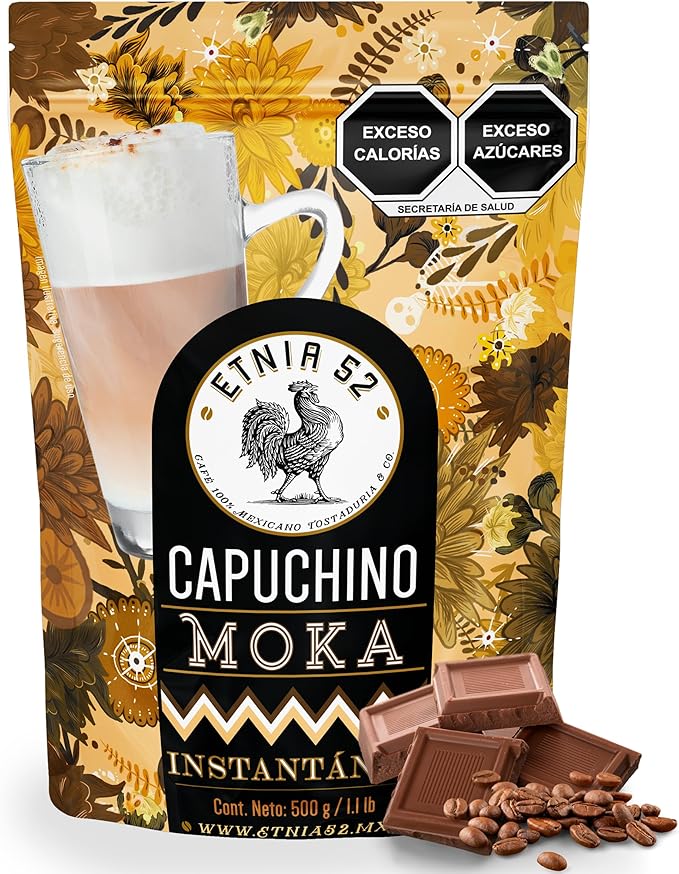 EXCESO
CALORÍAS
EXCESO
AZÚCARES
SECRETARÍA DE SALUD
ETNIA 52
CAFÉ 100% MEXICANO TOSTADURIA & CO.
CAPUCHINO
MOKA
INSTANTÁN
Cont. Neto: 500 g / 1.1 lb
WWW.ETNIA52.MX